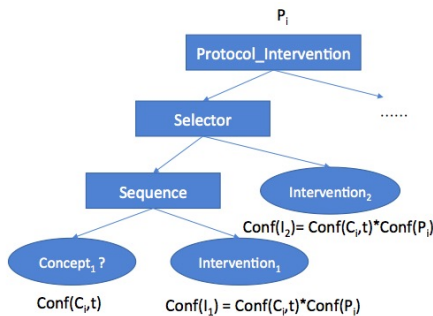 P_i
Protocol_Intervention
Selector
......
Sequence
Intervention_2
Conf(I_2)= Conf(C_i,t)*Conf(P_i)
Concept_1 ?
Intervention_1
Conf(C_i,t)
Conf(I_1) = Conf(C_i,t)*Conf(P_i)